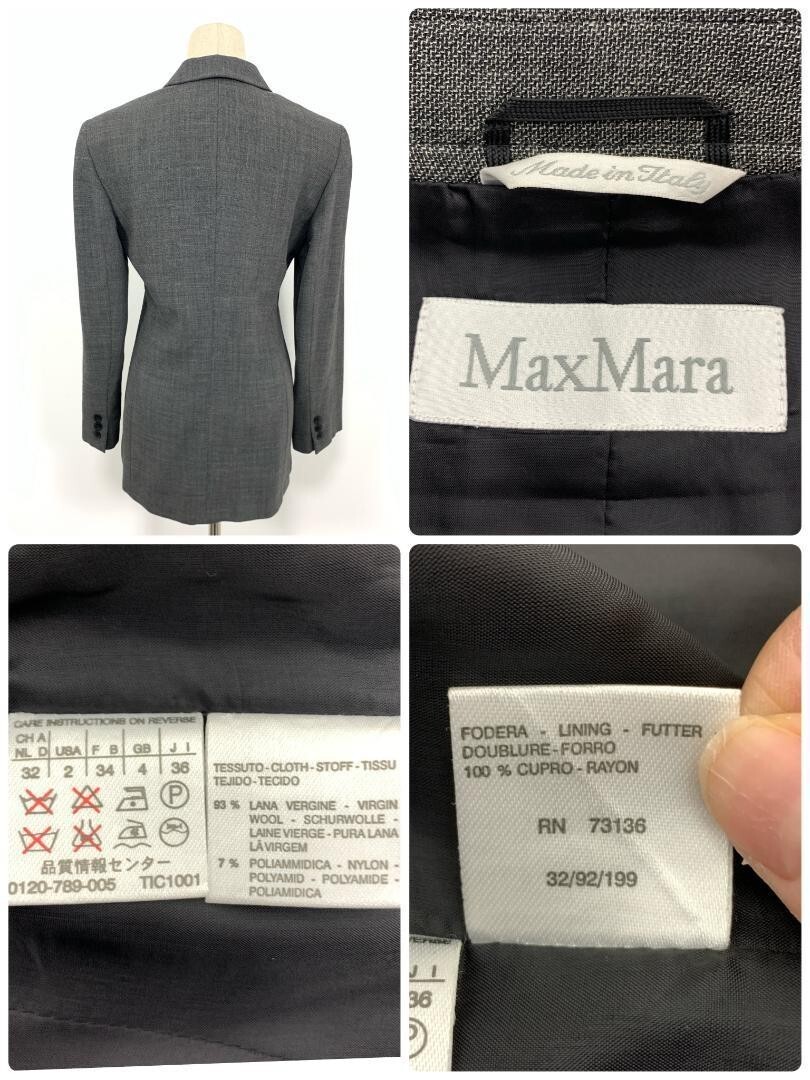 Made in Italy
MaxMara
CARE INSTRUCTIONS ON REVERSE
CH A
NL D USA F B GB J I
32 2 34 4 36
P
品質情報センター
0120-789-005 TIC1001
TESSUTO-CLOTH-STOFF-TISSU
TEJIDO-TECIDO
93 % LANA VERGINE - VIRGIN
WOOL - SCHURWOLLE -
LAINE VIERGE - PURA LANA
LÃ VIRGEM
7 % POLIAMMIDICA - NYLON -
POLYAMID - POLYAMIDE -
POLIAMIDICA
FODERA - LINING - FUTTER
DOUBLURE-FORRO
100 % CUPRO - RAYON
RN 73136
32/92/199
J I
36
P